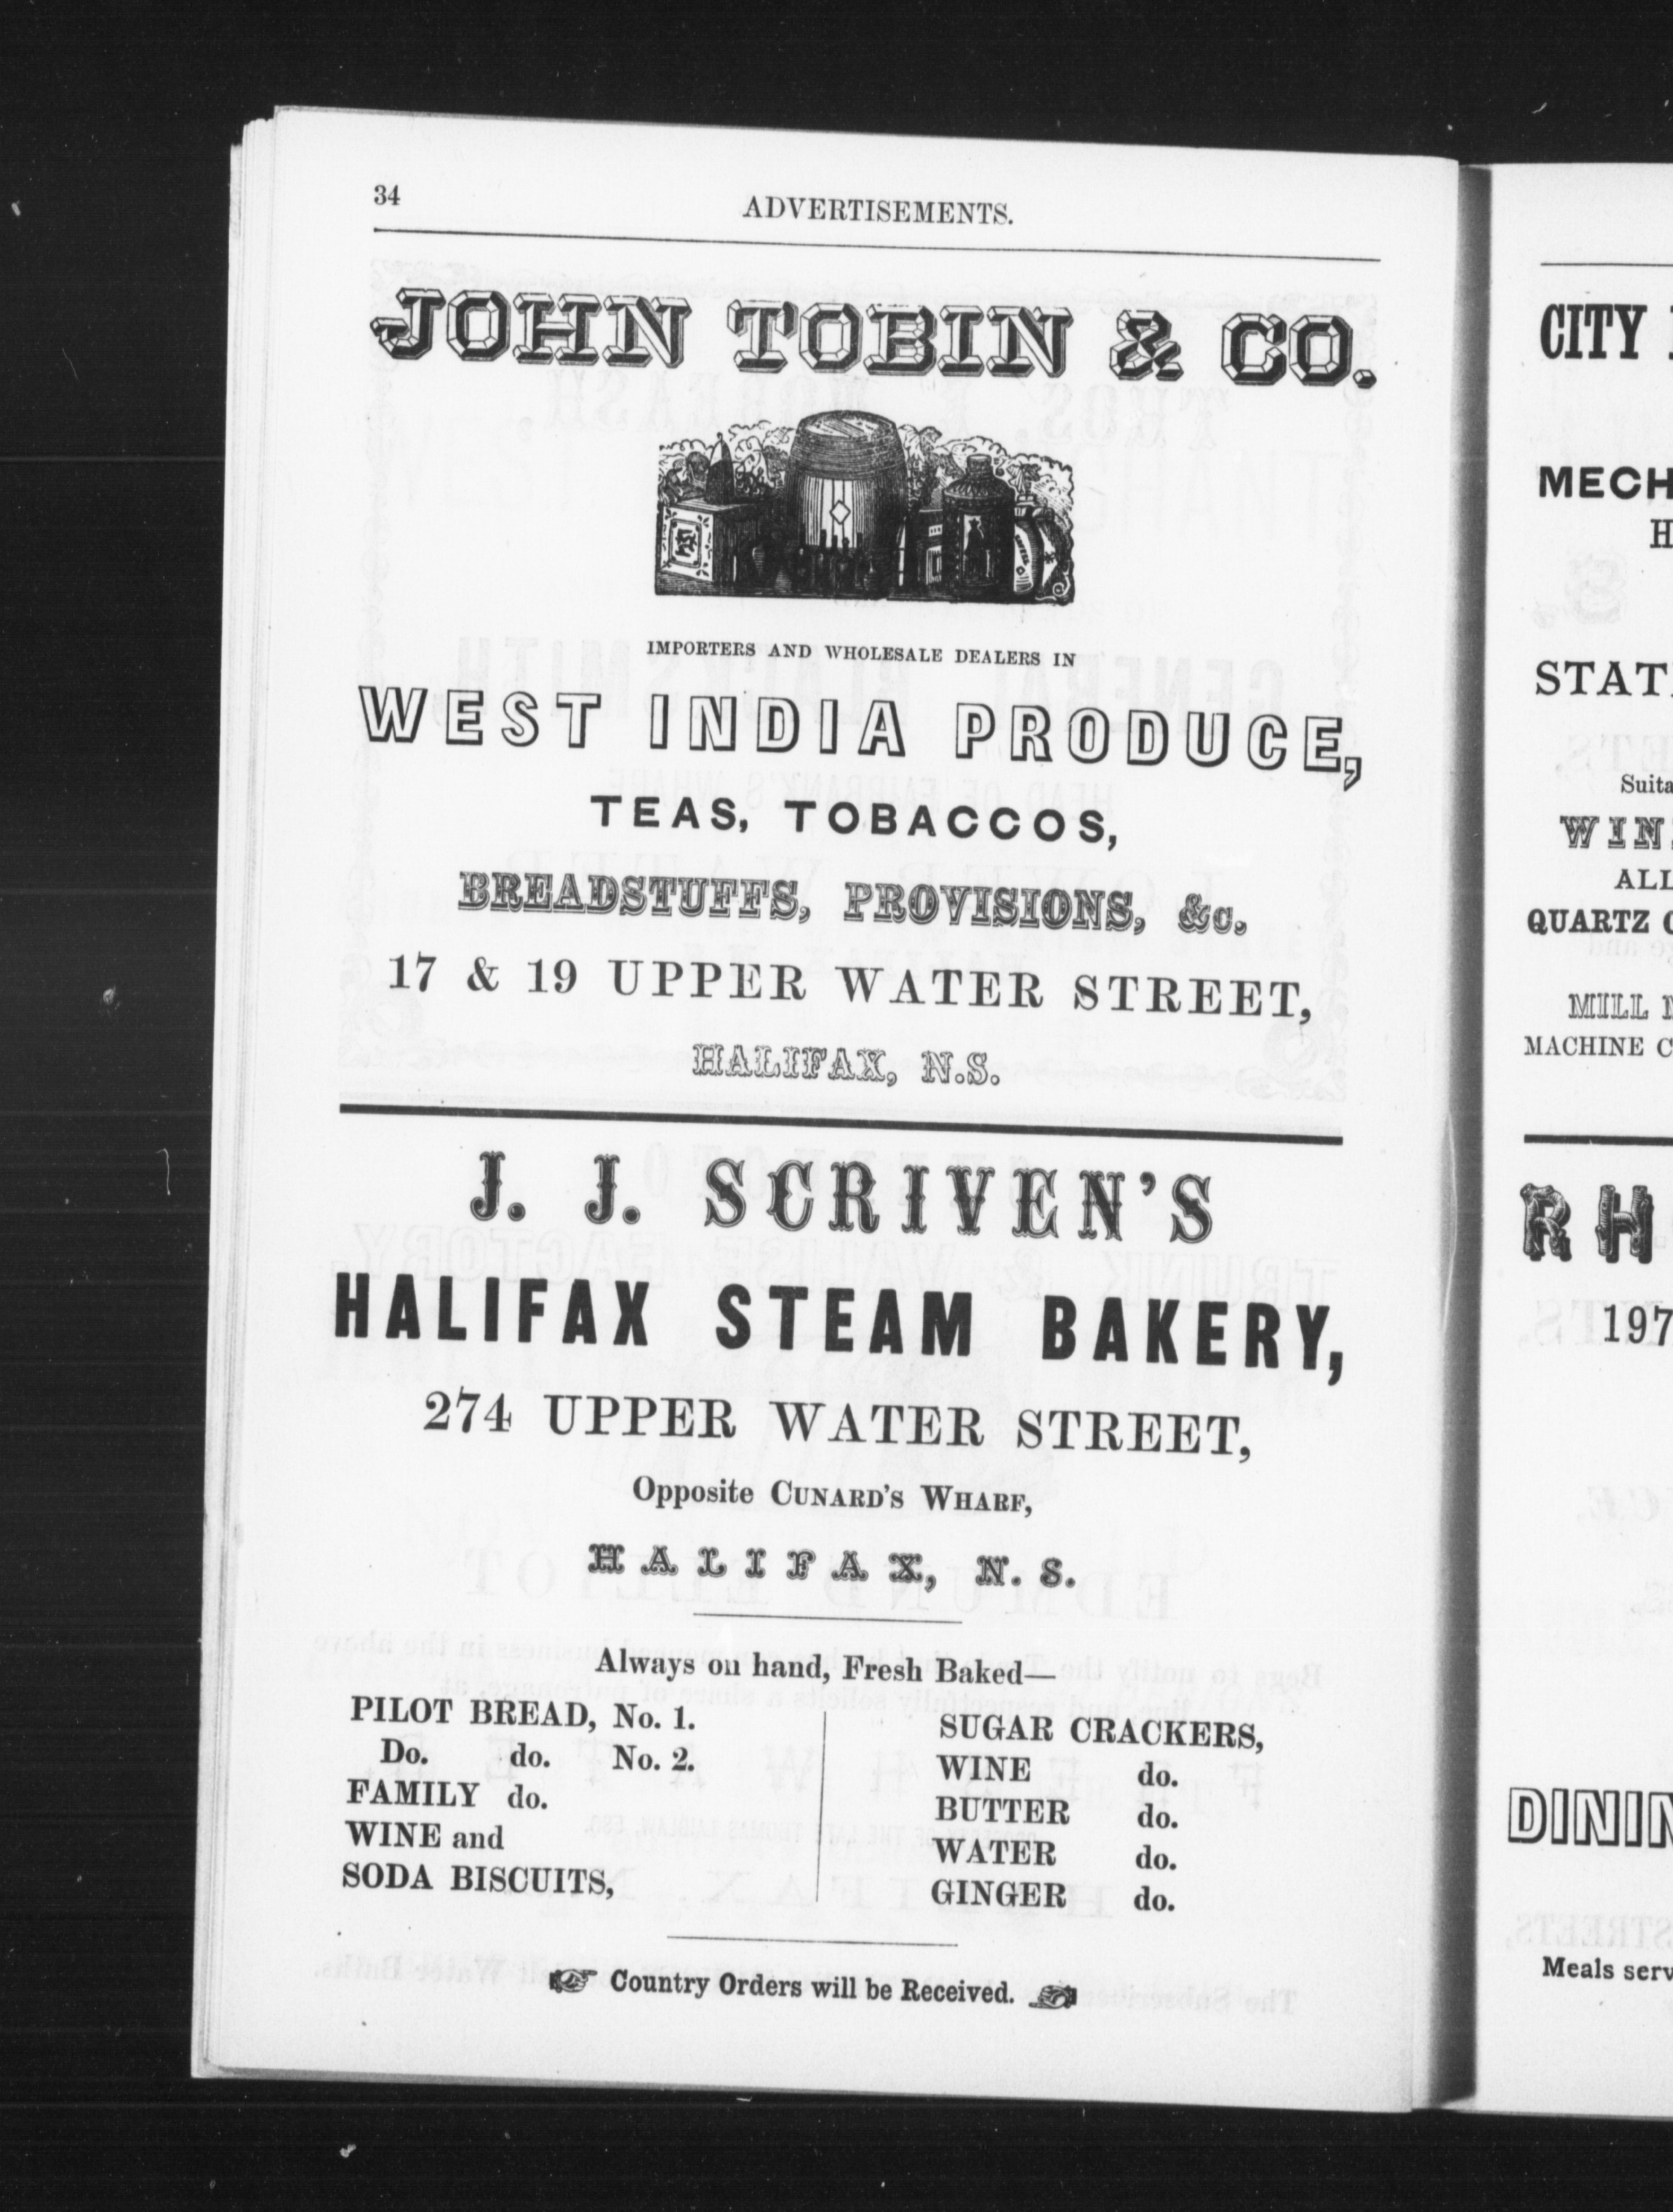 34
ADVERTISEMENTS.
JOHN TOBIN & CO.
IMPORTERS AND WHOLESALE DEALERS IN
WEST INDIA PRODUCE,
TEAS, TOBACCOS,
BREADSTUFFS, PROVISIONS, &c.
17 & 19 UPPER WATER STREET,
HALIFAX, N.S.
J. J. SCRIVEN'S
HALIFAX STEAM BAKERY,
274 UPPER WATER STREET,
Opposite CUNARD'S WHARF,
HALIFAX, N. S.
Always on hand, Fresh Baked—
PILOT BREAD, No. 1.
Do. do. No. 2.
FAMILY do.
WINE and
SODA BISCUITS,
SUGAR CRACKERS,
WINE do.
BUTTER do.
WATER do.
GINGER do.
☞ Country Orders will be Received. ☜
CITY
MECH
H
STAT
Suita
WIN
ALL
QUARTZ C
MILL
MACHINE C
R H
197
DININ
Meals serv